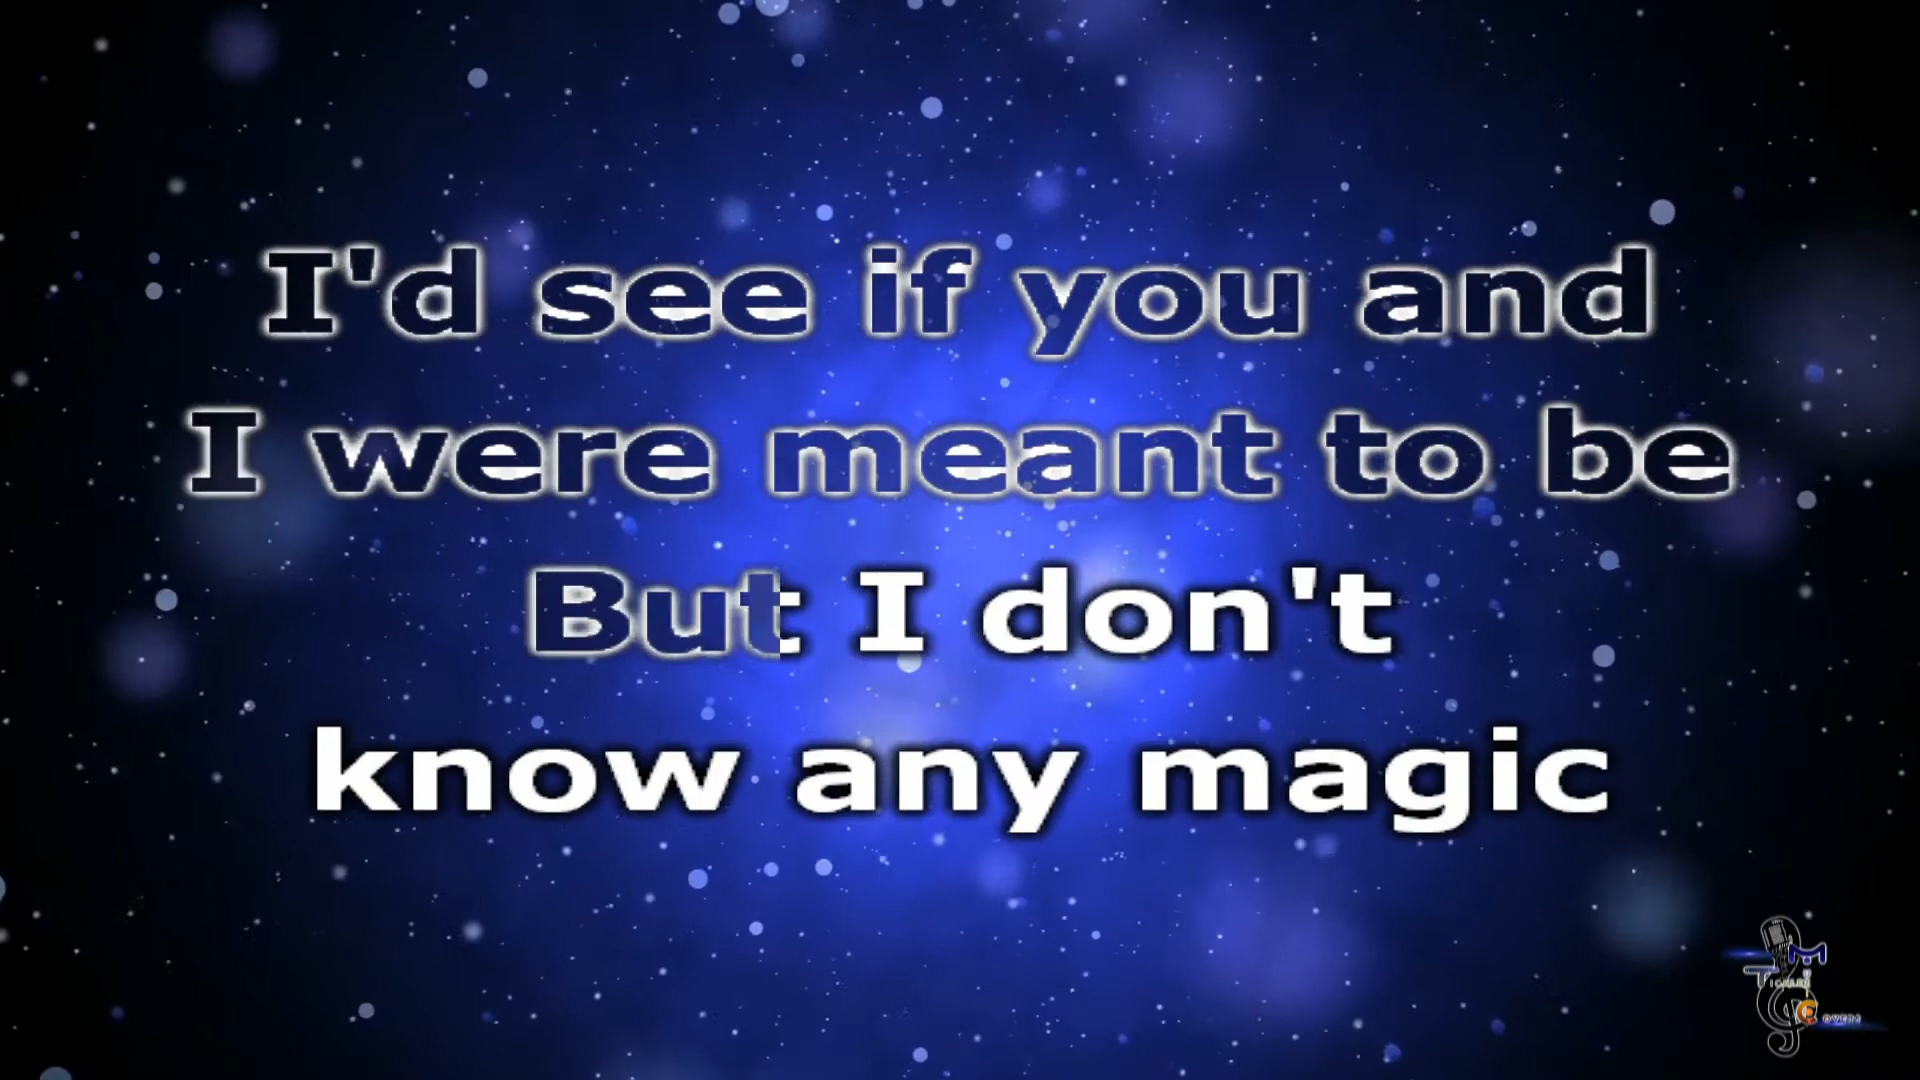 I'd see if you and
I were meant to be
But I don't
know any magic